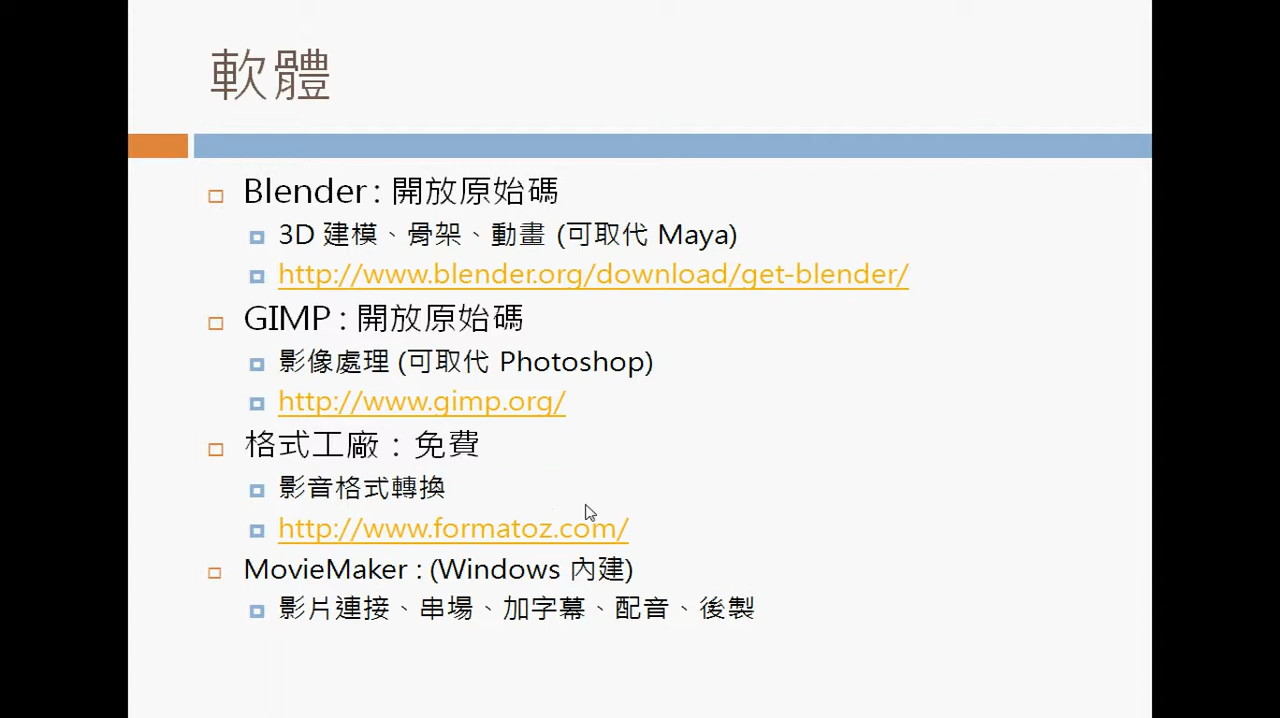 軟體
Blender : 開放原始碼
3D 建模、骨架、動畫 (可取代 Maya)
http://www.blender.org/download/get-blender/
GIMP : 開放原始碼
影像處理 (可取代 Photoshop)
http://www.gimp.org/
格式工廠：免費
影音格式轉換
http://www.formatoz.com/
MovieMaker : (Windows 內建)
影片連接、串場、加字幕、配音、後製